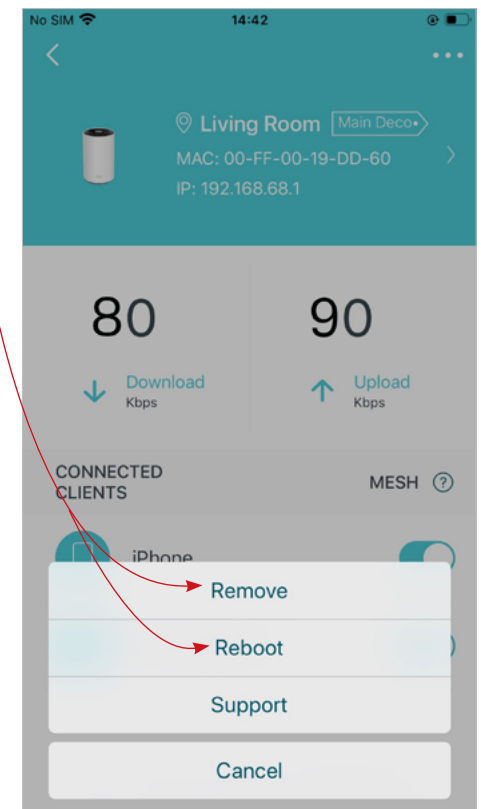 No SIM 14:42
Living Room Main Deco
MAC: 00-FF-00-19-DD-60
IP: 192.168.68.1
80 90
Download Upload
Kbps Kbps
CONNECTED
CLIENTS
MESH ?
iPhone
Remove
Reboot
Support
Cancel